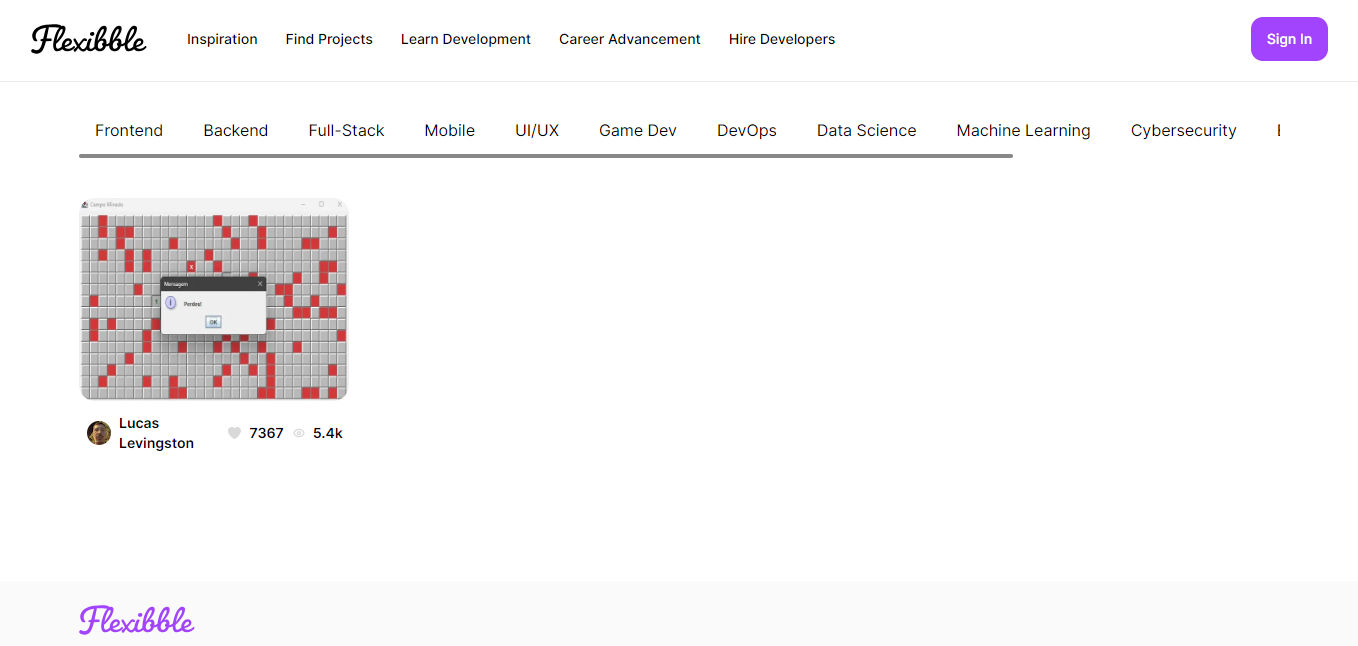 Flexibble
Inspiration Find Projects Learn Development Career Advancement Hire Developers
Sign In
Frontend Backend Full-Stack Mobile UI/UX Game Dev DevOps Data Science Machine Learning Cybersecurity
Campo Minado
Mensagem
Perdeu!
OK
Lucas
Levingston
7367 5.4k
Flexibble